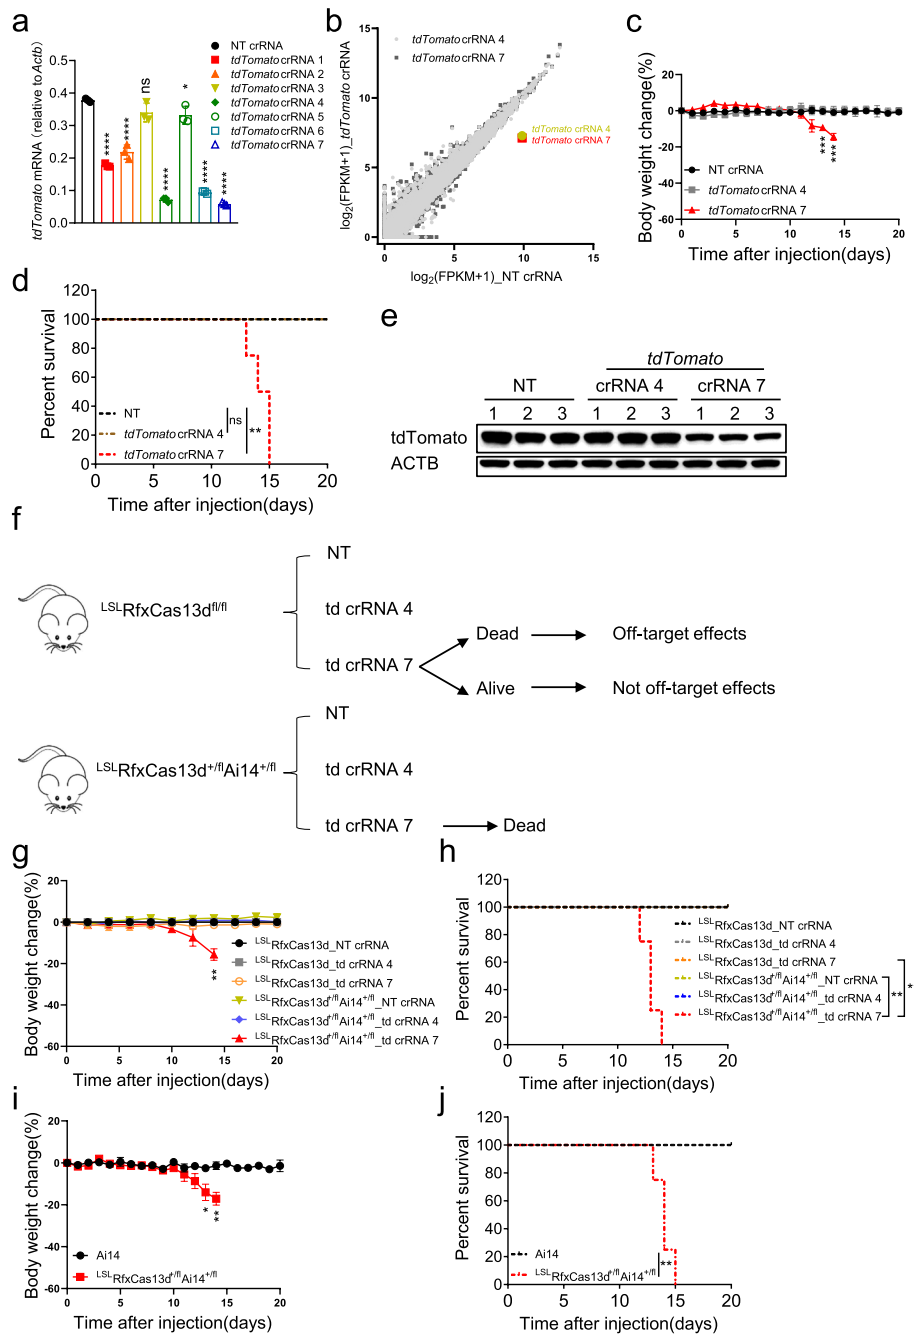 a
tdTomato mRNA (relative to Actb)
0.5
0.4
0.3
0.2
0.1
0.0
****
****
ns
****
*
****
****
NT crRNA
tdTomato crRNA 1
tdTomato crRNA 2
tdTomato crRNA 3
tdTomato crRNA 4
tdTomato crRNA 5
tdTomato crRNA 6
tdTomato crRNA 7
b
log2(FPKM+1)_tdTomato crRNA
15
10
5
0
tdTomato crRNA 4
tdTomato crRNA 7
tdTomato crRNA 4
tdTomato crRNA 7
0 5 10 15
log2(FPKM+1)_NT crRNA
c
Body weight change(%)
20
0
-20
-40
-60
***
***
NT crRNA
tdTomato crRNA 4
tdTomato crRNA 7
0 5 10 15 20
Time after injection(days)
d
Percent survival
120
100
80
60
40
20
0
NT
tdTomato crRNA 4
tdTomato crRNA 7
ns
**
0 5 10 15 20
Time after injection(days)
e
tdTomato
NT crRNA 4 crRNA 7
1 2 3 1 2 3 1 2 3
tdTomato
ACTB
f
LSLRfxCas13dfl/fl
NT
td crRNA 4
td crRNA 7
Dead
Off-target effects
Alive
Not off-target effects
LSLRfxCas13d+/flAi14+/fl
NT
td crRNA 4
td crRNA 7
Dead
g
Body weight change(%)
20
0
-20
-40
-60
**
LSLRfxCas13d_NT crRNA
LSLRfxCas13d_td crRNA 4
LSLRfxCas13d_td crRNA 7
LSLRfxCas13d+/flAi14+/fl_NT crRNA
LSLRfxCas13d+/flAi14+/fl_td crRNA 4
LSLRfxCas13d+/flAi14+/fl_td crRNA 7
0 5 10 15 20
Time after injection(days)
h
Percent survival
120
100
80
60
40
20
0
LSLRfxCas13d_NT crRNA
LSLRfxCas13d_td crRNA 4
LSLRfxCas13d_td crRNA 7
LSLRfxCas13d+/flAi14+/fl_NT crRNA
LSLRfxCas13d+/flAi14+/fl_td crRNA 4
LSLRfxCas13d+/flAi14+/fl_td crRNA 7
**
*
0 5 10 15 20
Time after injection(days)
i
Body weight change(%)
20
0
-20
-40
-60
*
**
Ai14
LSLRfxCas13d+/flAi14+/fl
0 5 10 15 20
Time after injection(days)
j
Percent survival
120
100
80
60
40
20
0
Ai14
LSLRfxCas13d+/flAi14+/fl
**
0 5 10 15 20
Time after injection(days)